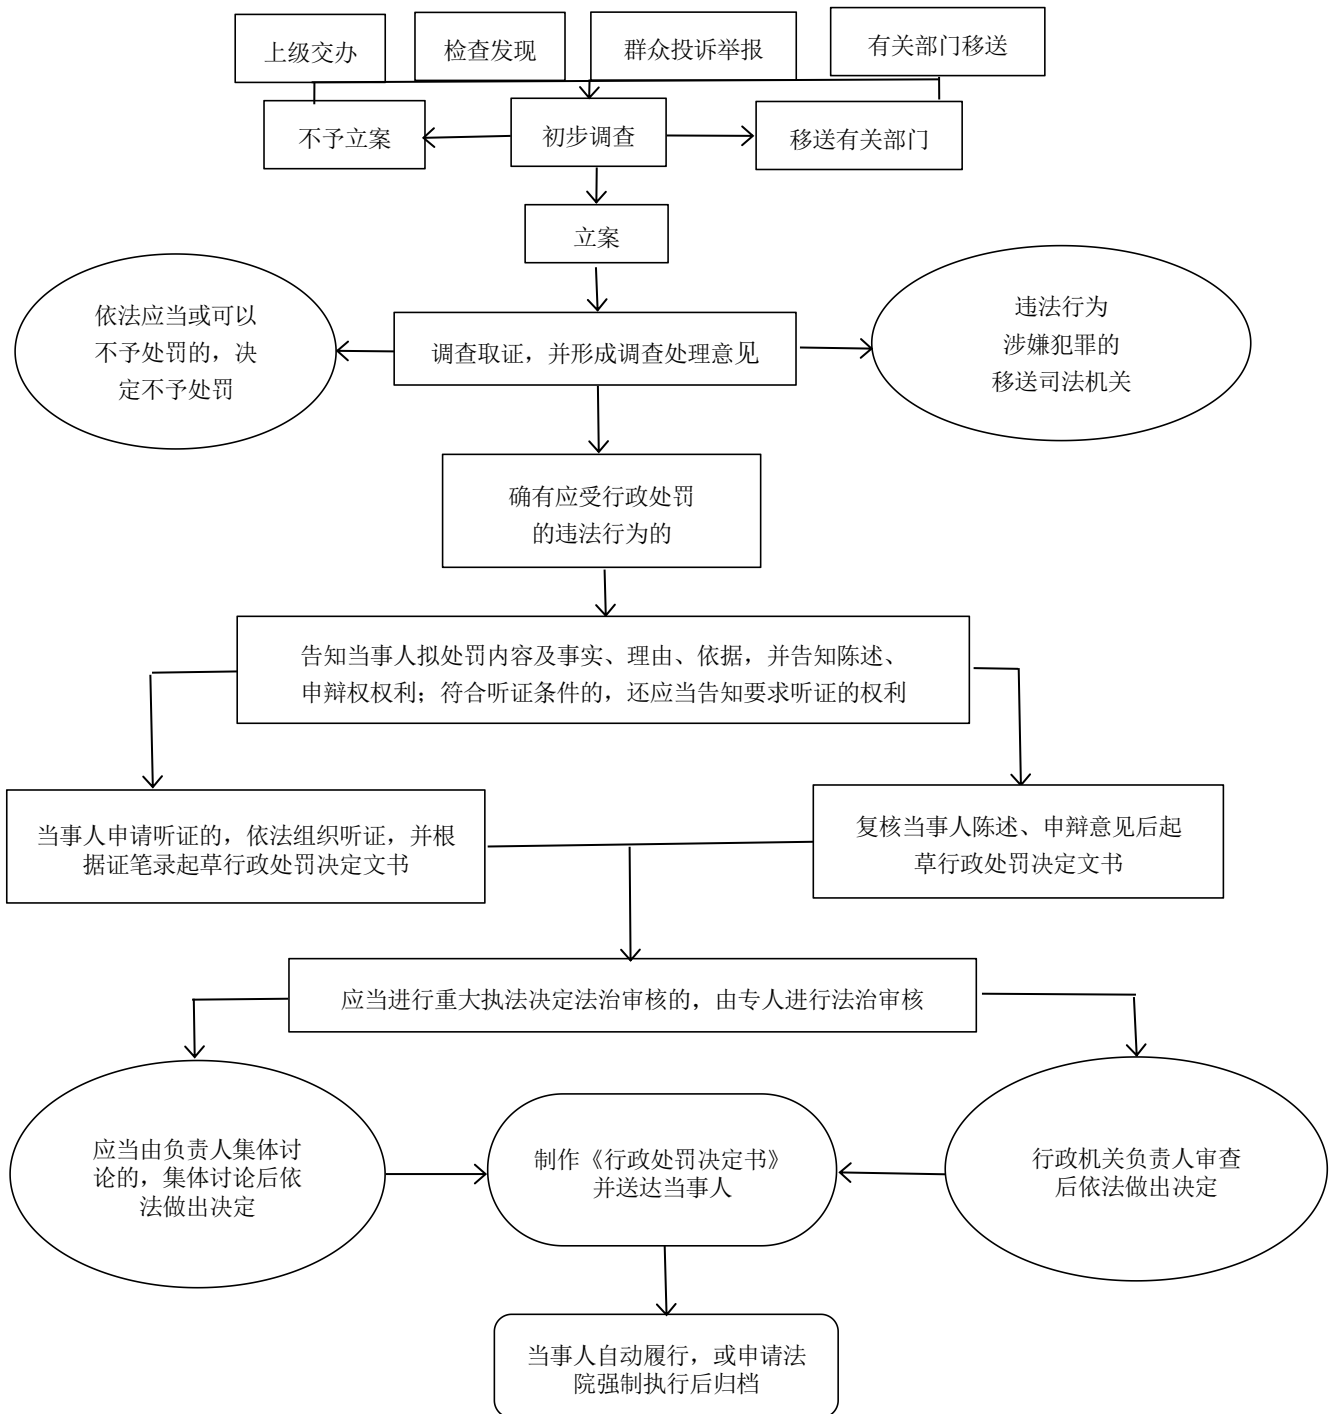 上级交办
检查发现
群众投诉举报
有关部门移送
不予立案
初步调查
移送有关部门
立案
依法应当或可以
不予处罚的，决
定不予处罚
调查取证，并形成调查处理意见
违法行为
涉嫌犯罪的
移送司法机关
确有应受行政处罚
的违法行为的
告知当事人拟处罚内容及事实、理由、依据，并告知陈述、
申辩权权利；符合听证条件的，还应当告知要求听证的权利
当事人申请听证的，依法组织听证，并根
据证笔录起草行政处罚决定文书
复核当事人陈述、申辩意见后起
草行政处罚决定文书
应当进行重大执法决定法治审核的，由专人进行法治审核
应当由负责人集体讨
论的，集体讨论后依
法做出决定
制作《行政处罚决定书》
并送达当事人
行政机关负责人审查
后依法做出决定
当事人自动履行，或申请法
院强制执行后归档